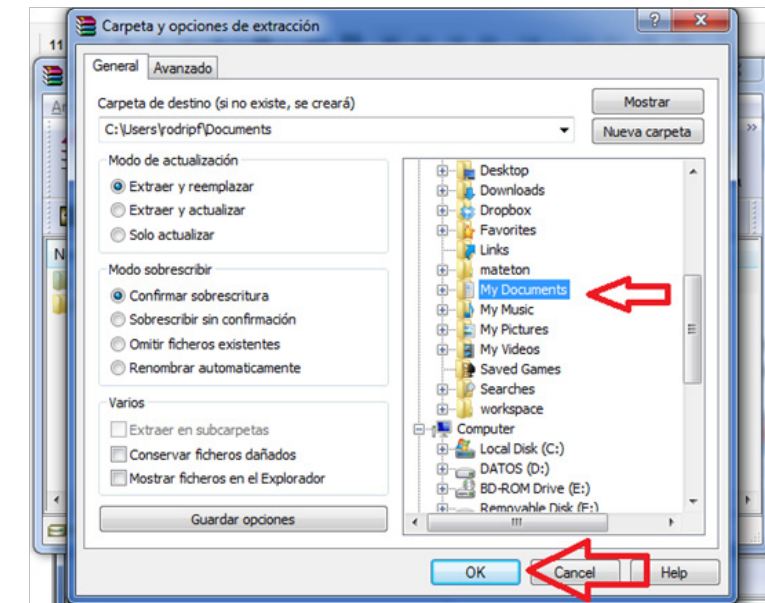 Carpeta y opciones de extracción
11
General Avanzado
Carpeta de destino (si no existe, se creará)
Mostrar
C:\Users\rodripf\Documents
Nueva carpeta
Modo de actualización
Extraer y reemplazar
Extraer y actualizar
Solo actualizar
Modo sobrescribir
Confirmar sobrescritura
Sobrescribir sin confirmación
Omitir ficheros existentes
Renombrar automaticamente
Varios
Extraer en subcarpetas
Conservar ficheros dañados
Mostrar ficheros en el Explorador
Guardar opciones
Desktop
Downloads
Dropbox
Favorites
Links
mateton
My Documents
My Music
My Pictures
My Videos
Saved Games
Searches
workspace
Computer
Local Disk (C:)
DATOS (D:)
BD-ROM Drive (E:)
Removable Disk (F:)
OK Cancel Help